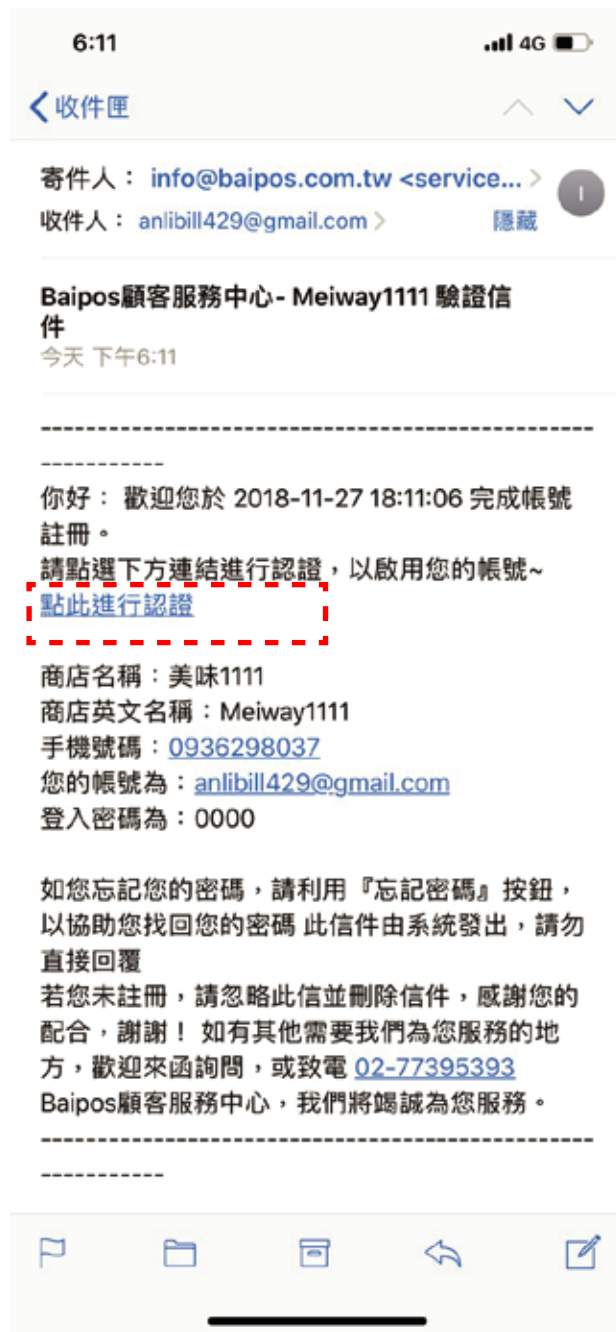 6:11 4G
收件匣
寄件人： info@baipos.com.tw <service...
I
收件人： anlibill429@gmail.com 隱藏
Baipos顧客服務中心- Meiway1111 驗證信
件
今天 下午6:11
-------------------------------------------------
-----------
你好： 歡迎您於 2018-11-27 18:11:06 完成帳號
註冊。
請點選下方連結進行認證，以啟用您的帳號~
點此進行認證
商店名稱：美味1111
商店英文名稱：Meiway1111
手機號碼：0936298037
您的帳號為：anlibill429@gmail.com
登入密碼為：0000
如您忘記您的密碼，請利用『忘記密碼』按鈕，
以協助您找回您的密碼 此信件由系統發出，請勿
直接回覆
若您未註冊，請忽略此信並刪除信件，感謝您的
配合，謝謝！ 如有其他需要我們為您服務的地
方，歡迎來函詢問，或致電 02-77395393
Baipos顧客服務中心，我們將竭誠為您服務。
-------------------------------------------------
-----------